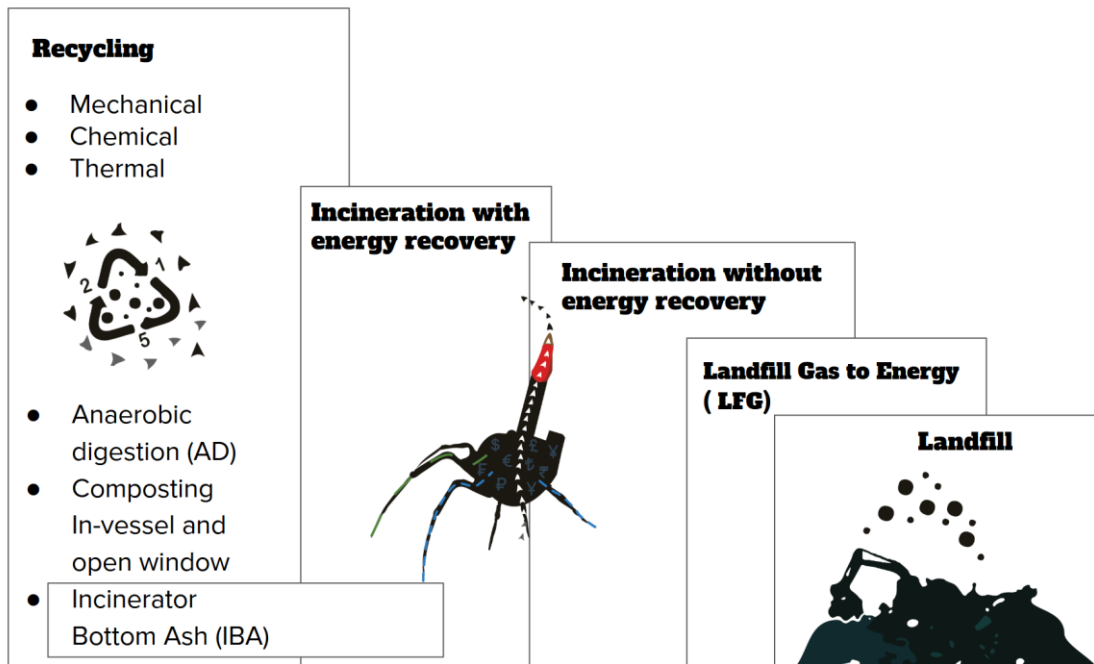 Recycling
● Mechanical
● Chemical
● Thermal
1
2
5
● Anaerobic
digestion (AD)
● Composting
In-vessel and
open window
● Incinerator
Bottom Ash (IBA)
Incineration with
energy recovery
$
£
¥
€
₺
₽
¥
Incineration without
energy recovery
Landfill Gas to Energy
( LFG)
Landfill